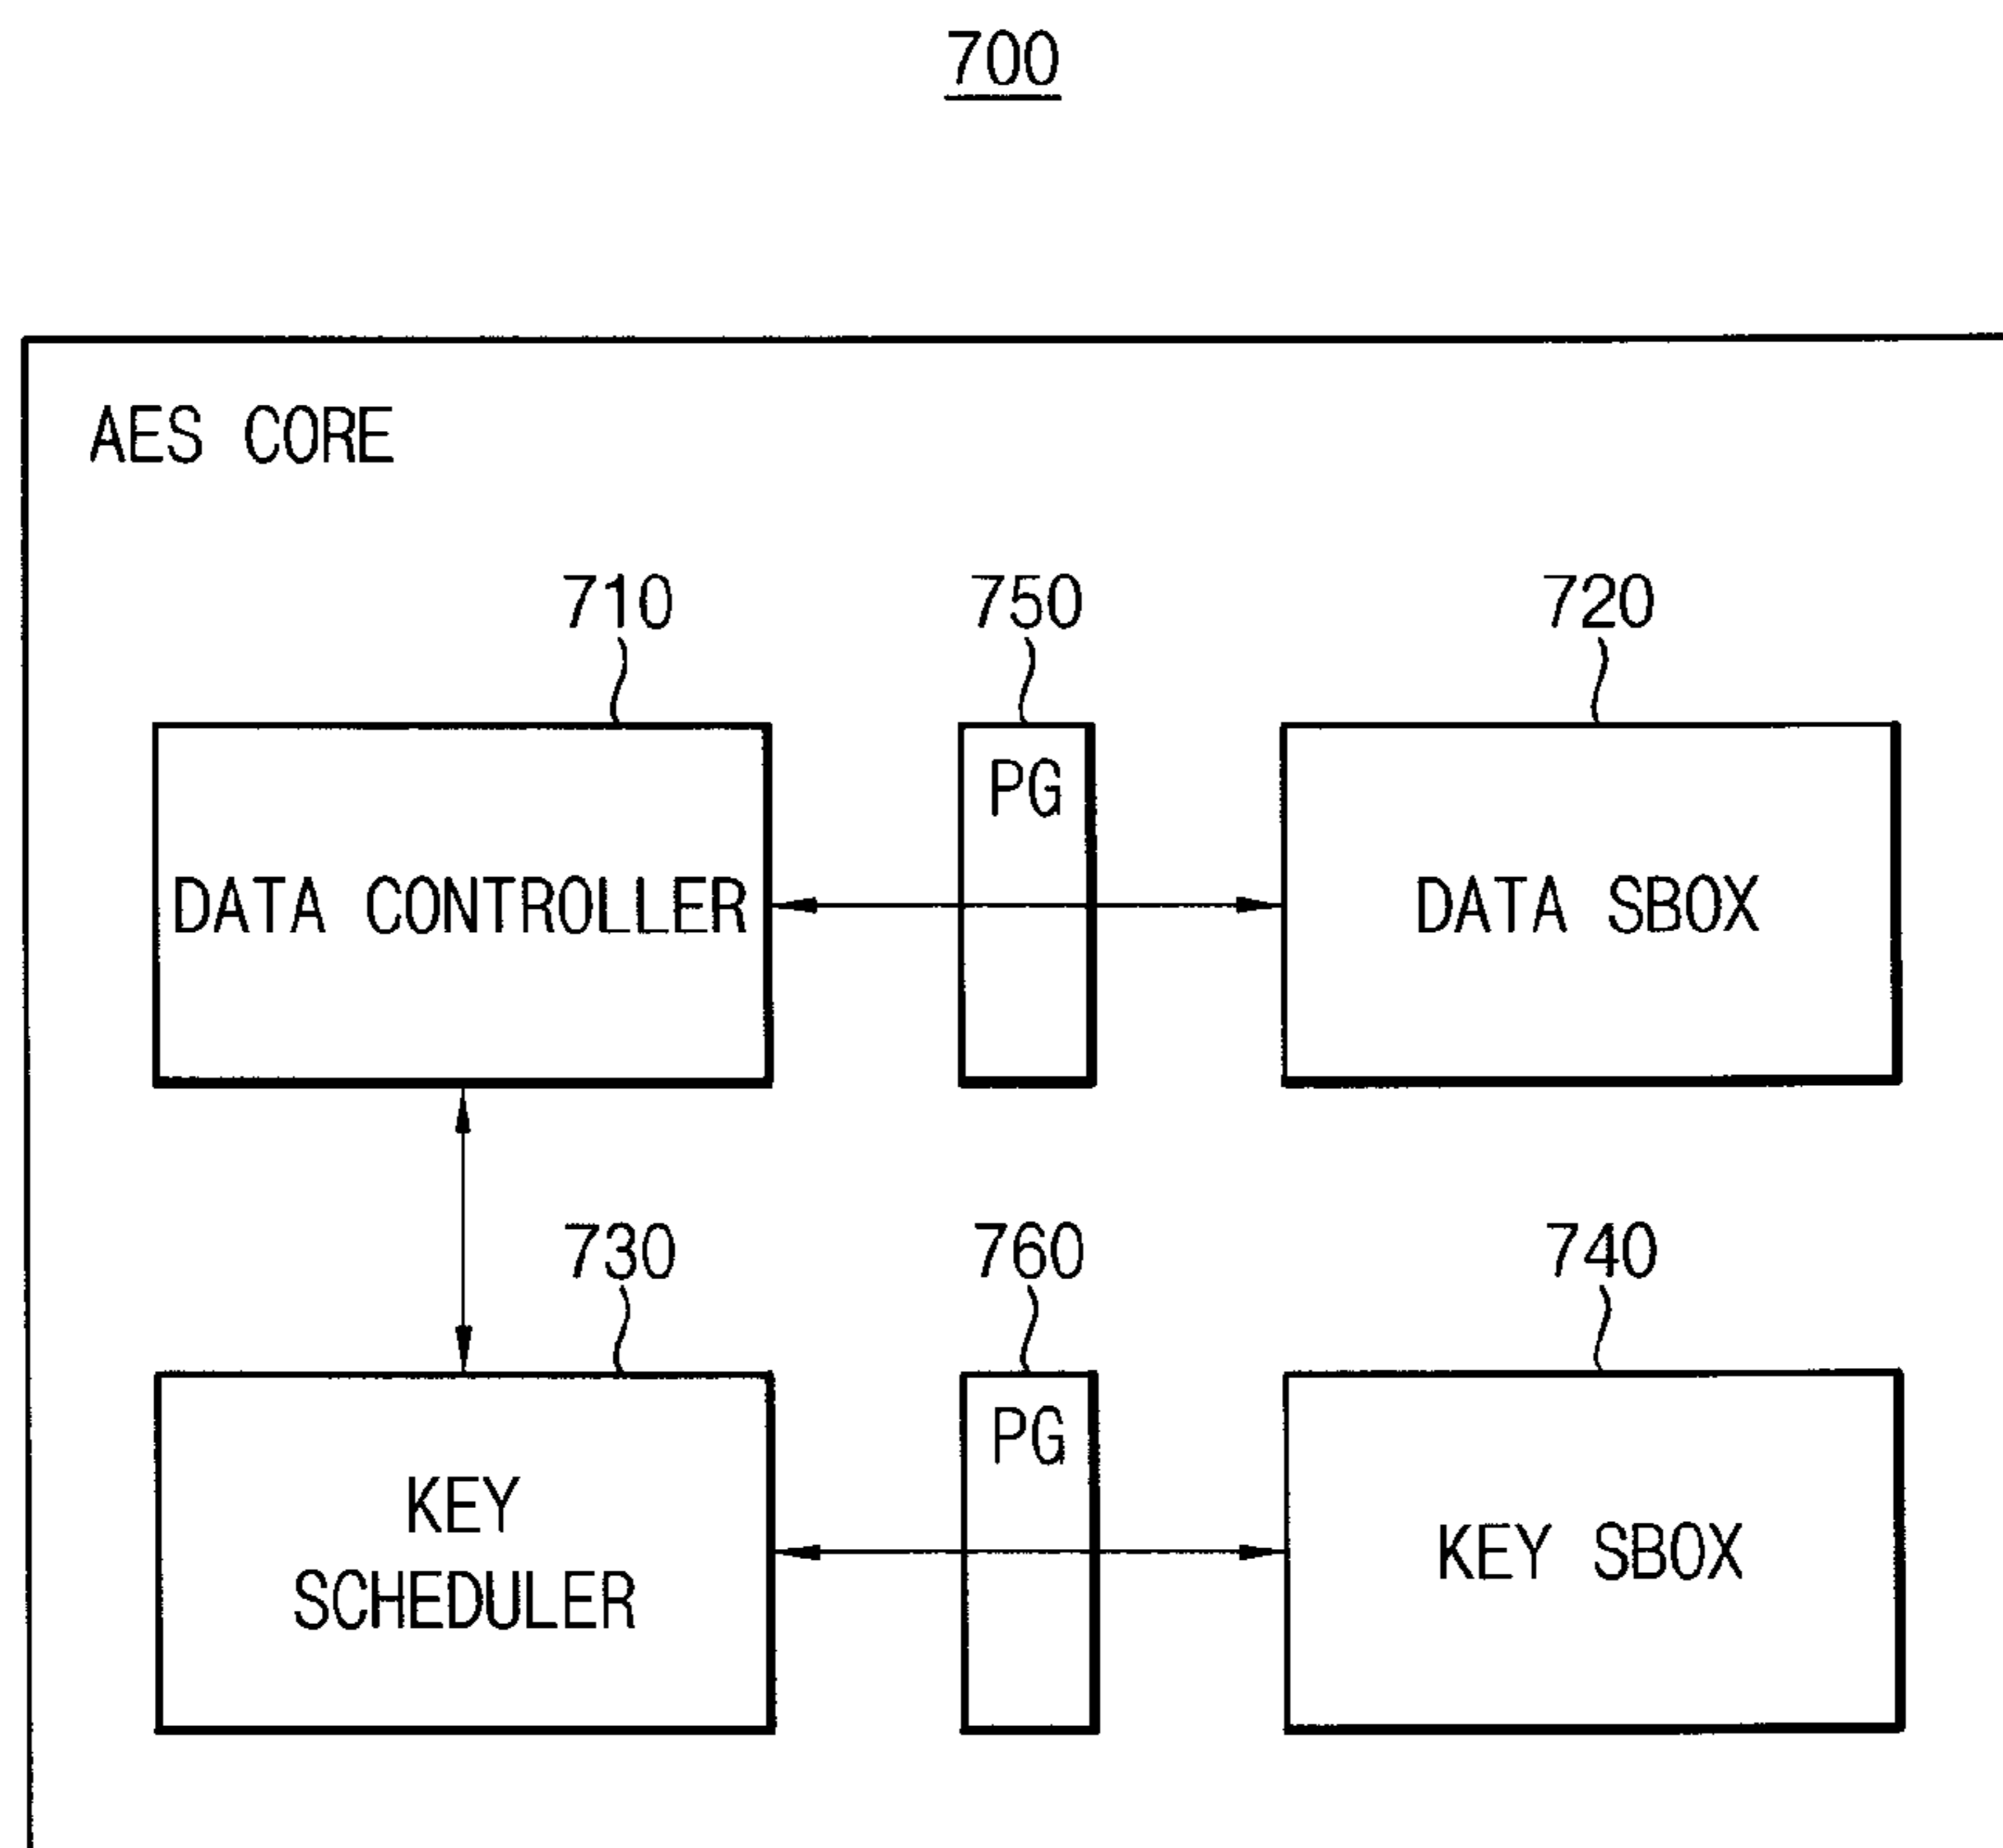 700
AES CORE
710
750
720
PG
DATA CONTROLLER
DATA SBOX
730
760
740
PG
KEY
SCHEDULER
KEY SBOX